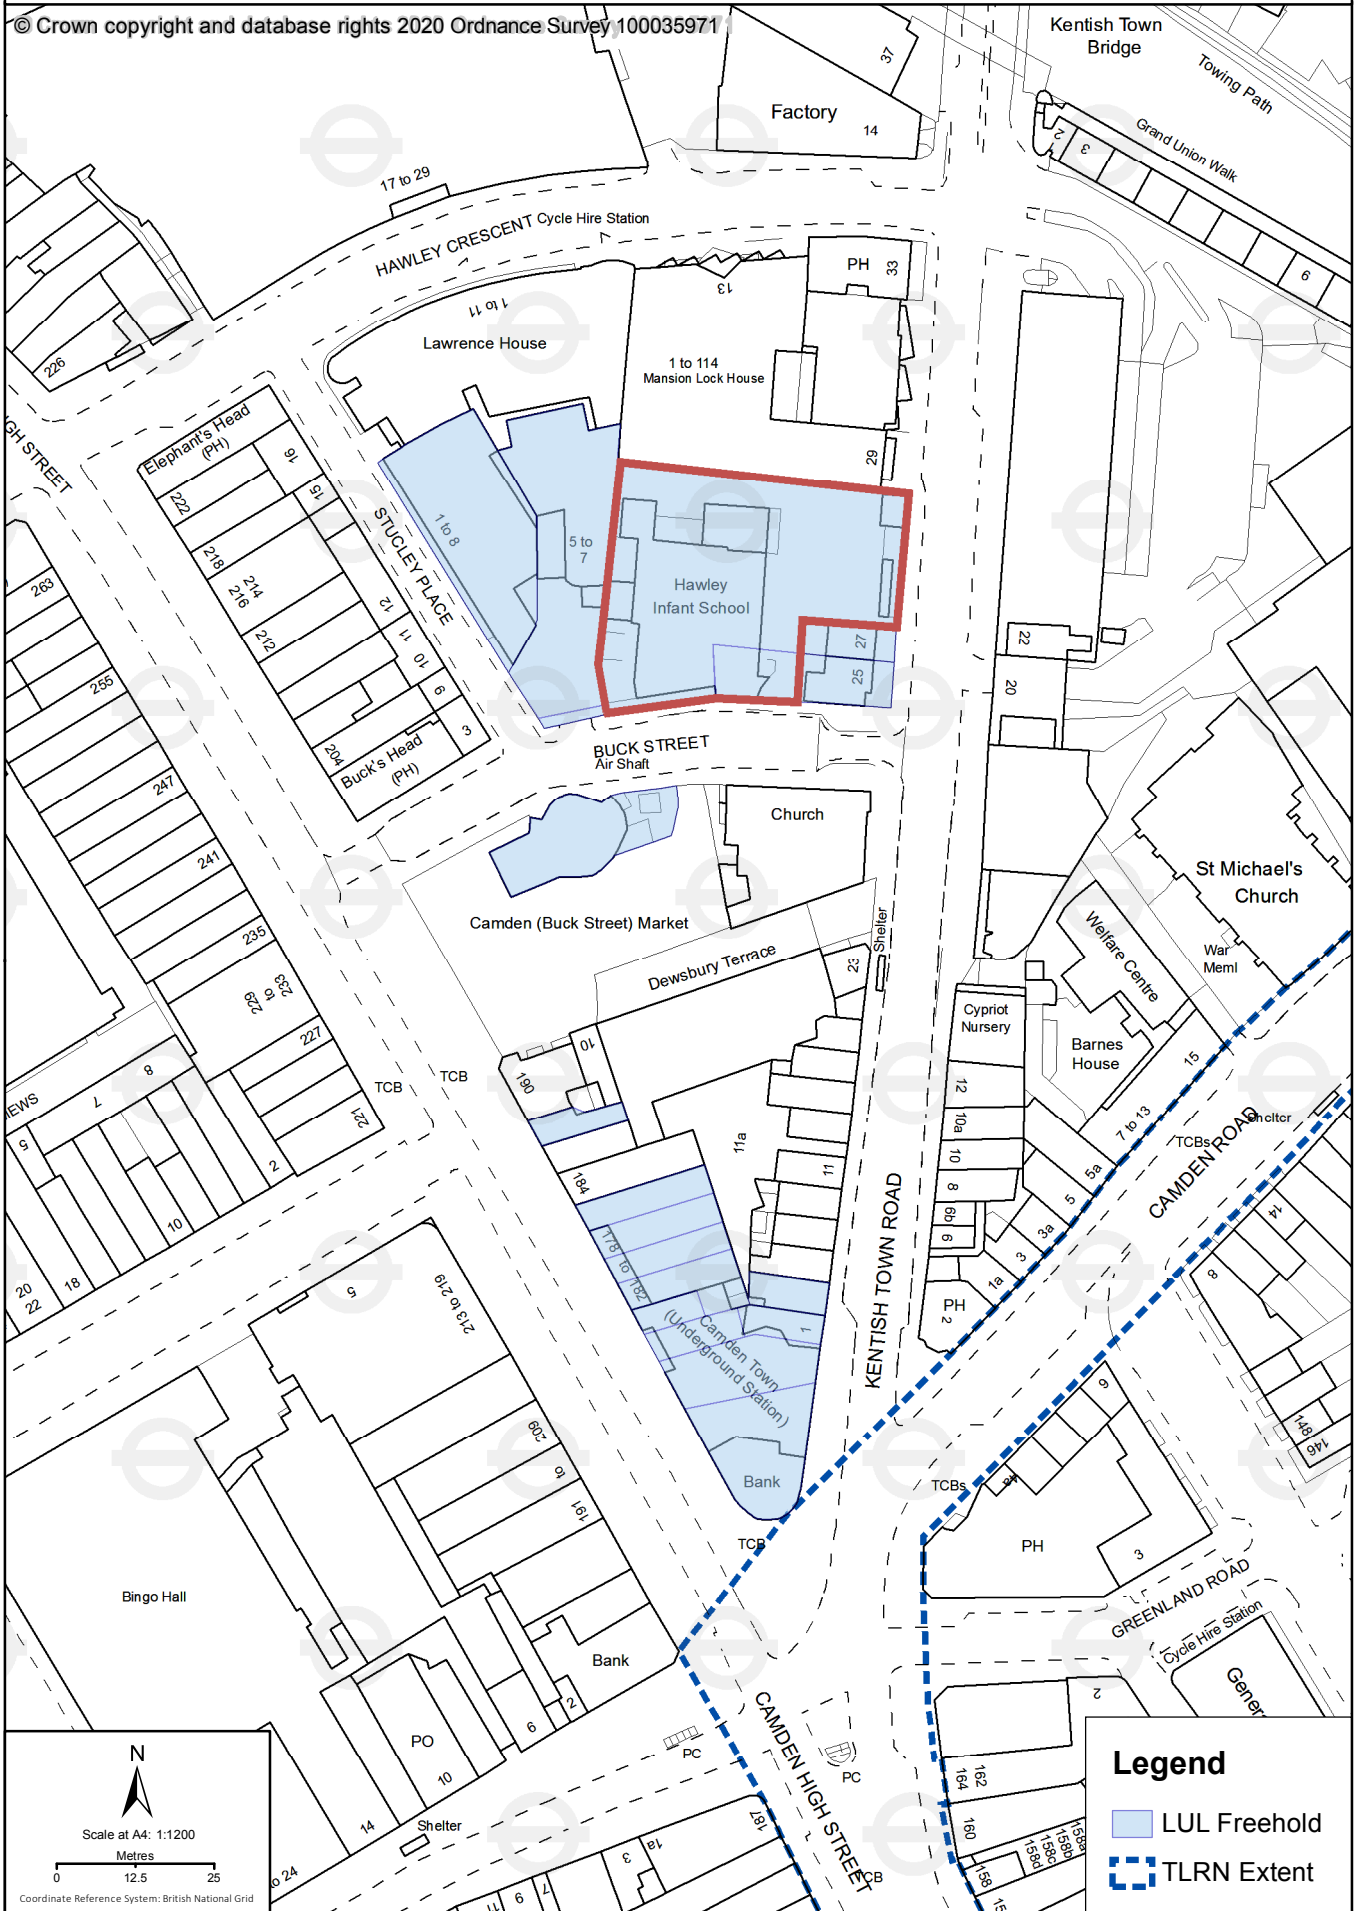 © Crown copyright and database rights 2020 Ordnance Survey 100035971
Kentish Town
Bridge
Towing Path
37
Factory
14
2
3
Grand Union Walk
17 to 29
Cycle Hire Station
HAWLEY CRESCENT
9
PH
33
13
1 to 11
Lawrence House
1 to 114
Mansion Lock House
226
Elephant's Head
(PH)
16
15
222
29
STUCLEY PLACE
1 to 8
5 to
7
218
214
216
212
Hawley
Infant School
12
11
10
9
3
27
25
22
20
263
255
204
Buck's Head
(PH)
BUCK STREET
Air Shaft
247
Church
241
St Michael's
Church
Camden (Buck Street) Market
Welfare Centre
War
Meml
235
233
to
229
227
Dewsbury Terrace
23
Shelter
Cypriot
Nursery
Barnes
House
15
10
190
TCB
TCB
221
8
7
5
2
10
20
22
18
12
10a
10
8
6b
6
11a
11
7 to 13
TCBs
Shelter
CAMDEN ROAD
5a
5
3a
3
1a
184
178 to 182
KENTISH TOWN ROAD
PH
2
14
8
5
213 to 219
Camden Town
(Underground Station)
1
Bank
209
to
191
TCB
9
TCBs
148
146
PH
3
GREENLAND ROAD
Cycle Hire Station
Bingo Hall
Bank
2
6
PO
10
14
Shelter
PC
PC
CAMDEN HIGH STREET
187
1a
3
7
9
TCB
2
162
164
160
158
158a
158b
158c
158d
N
Scale at A4: 1:1200
Metres
0 12.5 25
Coordinate Reference System: British National Grid
Legend
LUL Freehold
TLRN Extent